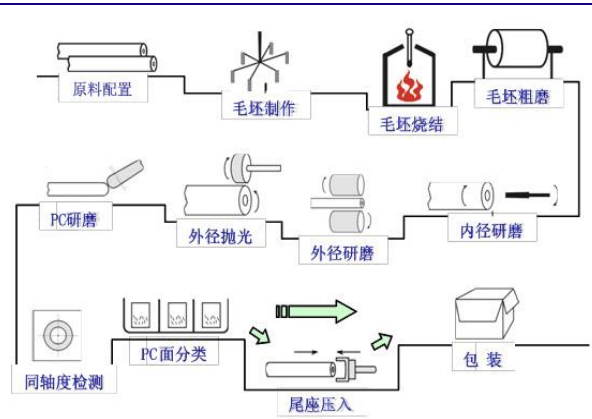 原料配置
毛坯制作
毛坯烧结
毛坯粗磨
PC研磨
外径抛光
外径研磨
内径研磨
同轴度检测
PC面分类
尾座压入
包装